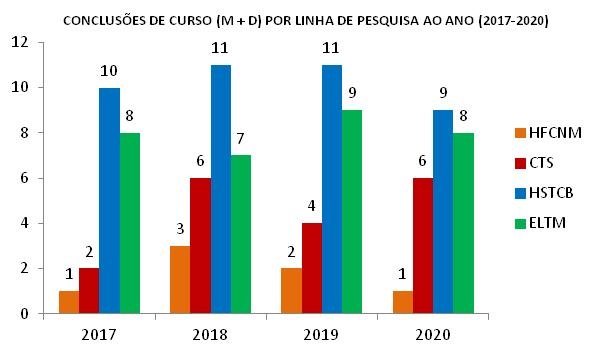 CONCLUSÕES DE CURSO (M + D) POR LINHA DE PESQUISA AO ANO (2017-2020)
12
10
8
6
4
2
0
1 2 10 8
3 6 11 7
2 4 11 9
1 6 9 8
2017 2018 2019 2020
HFCNM
CTS
HSTCB
ELTM